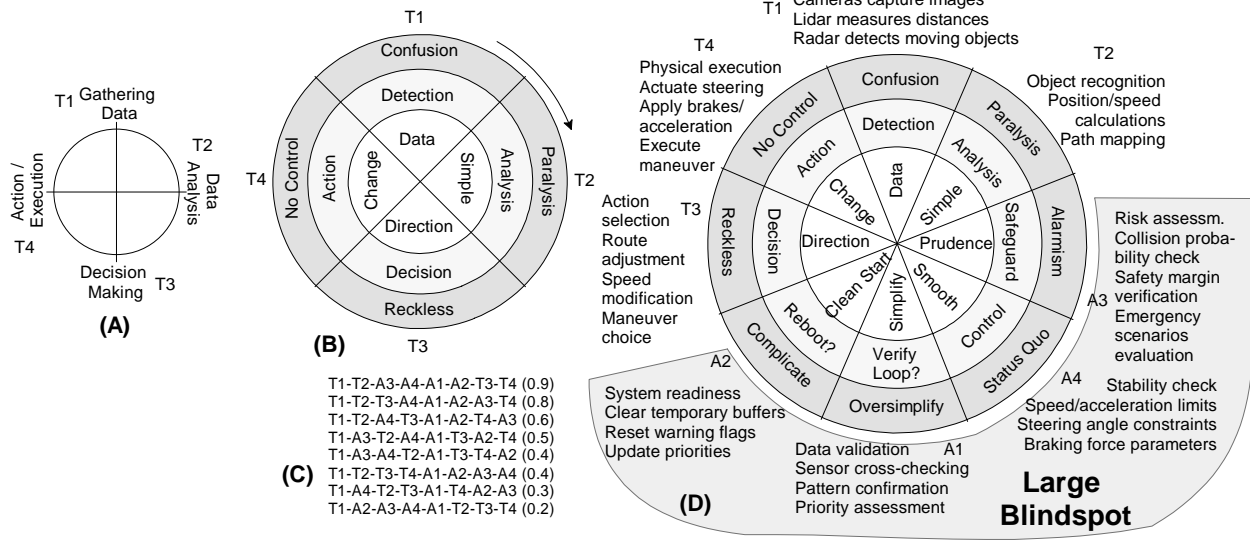 T1
Gathering
Data
T2
Data
Analysis
Decision
Making
T3
Action /
Execution
T4
(A)
T1
Confusion
Detection
Data
No Control
Action
Change
Simple
Analysis
Paralysis
T4
T2
Direction
Decision
Reckless
T3
(B)
T1-T2-A3-A4-A1-A2-T3-T4 (0.9)
T1-T2-T3-A4-A1-A2-A3-T4 (0.8)
T1-T2-A4-T3-A1-A2-T4-A3 (0.6)
T1-A3-T2-A4-A1-T3-A2-T4 (0.5)
T1-A3-A4-T2-A1-T3-T4-A2 (0.4)
T1-T2-T3-T4-A1-A2-A3-A4 (0.4)
T1-A4-T2-T3-A1-T4-A2-A3 (0.3)
T1-A2-A3-A4-A1-T2-T3-T4 (0.2)
(C)
T1
Cameras capture images
Lidar measures distances
Radar detects moving objects
T4
Physical execution
Actuate steering
Apply brakes/
acceleration
Execute
maneuver
T2
Object recognition
Position/speed
calculations
Path mapping
Confusion
Detection
Data
Paralysis
Analysis
Simple
Alarmism
Safeguard
Prudence
Status Quo
Control
Smooth
Oversimplify
Verify
Loop?
Simplify
Complicate
Reboot?
Clean Start
Reckless
Decision
Direction
No Control
Action
Change
T3
Action
selection
Route
adjustment
Speed
modification
Maneuver
choice
Risk assessm.
Collision proba-
bility check
Safety margin
verification
Emergency
scenarios
evaluation
A3
A4
Stability check
Speed/acceleration limits
Steering angle constraints
Braking force parameters
A2
System readiness
Clear temporary buffers
Reset warning flags
Update priorities
A1
Data validation
Sensor cross-checking
Pattern confirmation
Priority assessment
(D)
Large
Blindspot